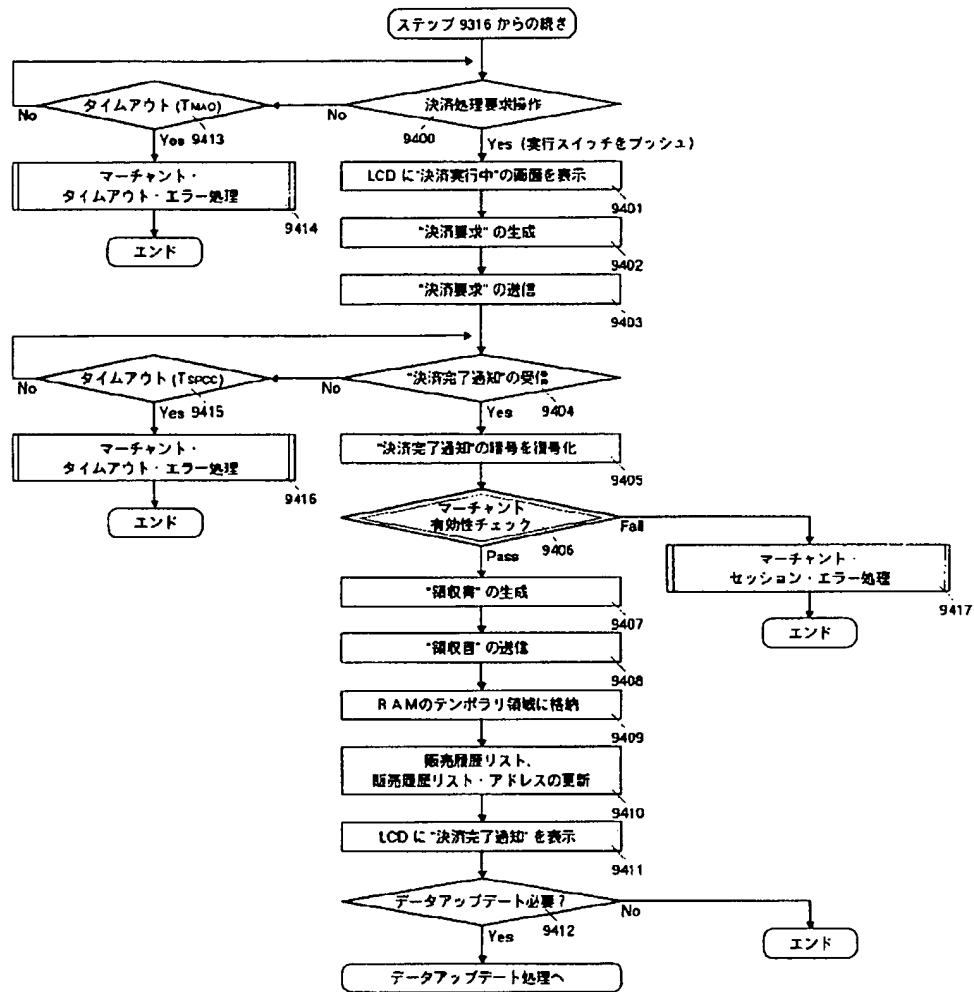 ステップ 9316 からの続き
決済処理要求操作
9400
No
タイムアウト (TMAO)
9413
No
Yes
Yes (実行スイッチをプッシュ)
マーチャント・
タイムアウト・エラー処理
9414
エンド
LCD に"決済実行中"の画面を表示
9401
"決済要求" の生成
9402
"決済要求" の送信
9403
"決済完了通知"の受信
9404
No
タイムアウト (TSPCC)
9415
No
Yes
Yes
マーチャント・
タイムアウト・エラー処理
9416
エンド
"決済完了通知"の暗号を復号化
9405
マーチャント
有効性チェック
9406
Fail
Pass
マーチャント・
セッション・エラー処理
9417
エンド
"領収書" の生成
9407
"領収書" の送信
9408
RAMのテンポラリ領域に格納
9409
販売履歴リスト、
販売履歴リスト・アドレスの更新
9410
LCD に "決済完了通知" を表示
9411
データアップデート必要?
9412
No
Yes
エンド
データアップデート処理へ